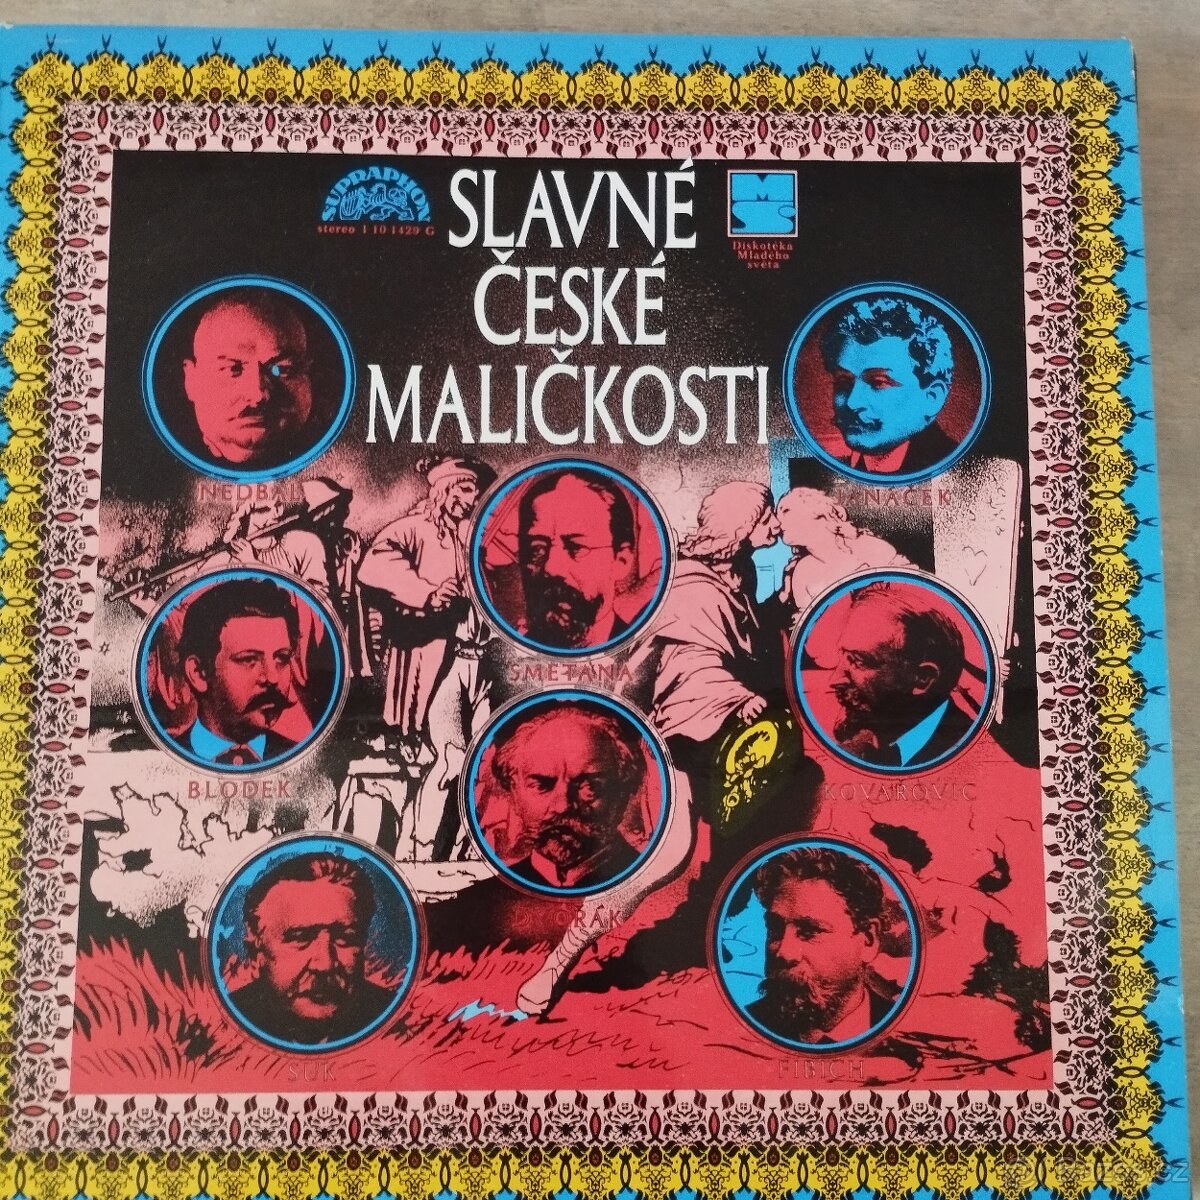 SUPRAPHON
stereo 1 10 1429 G
SLAVNÉ
ČESKÉ
MALIČKOSTI
Diskotéka
Mladého
světa
NEDBAL
JANÁČEK
SMETANA
BLODEK
KOVAŘOVIC
DVOŘÁK
SUK
FIBICH